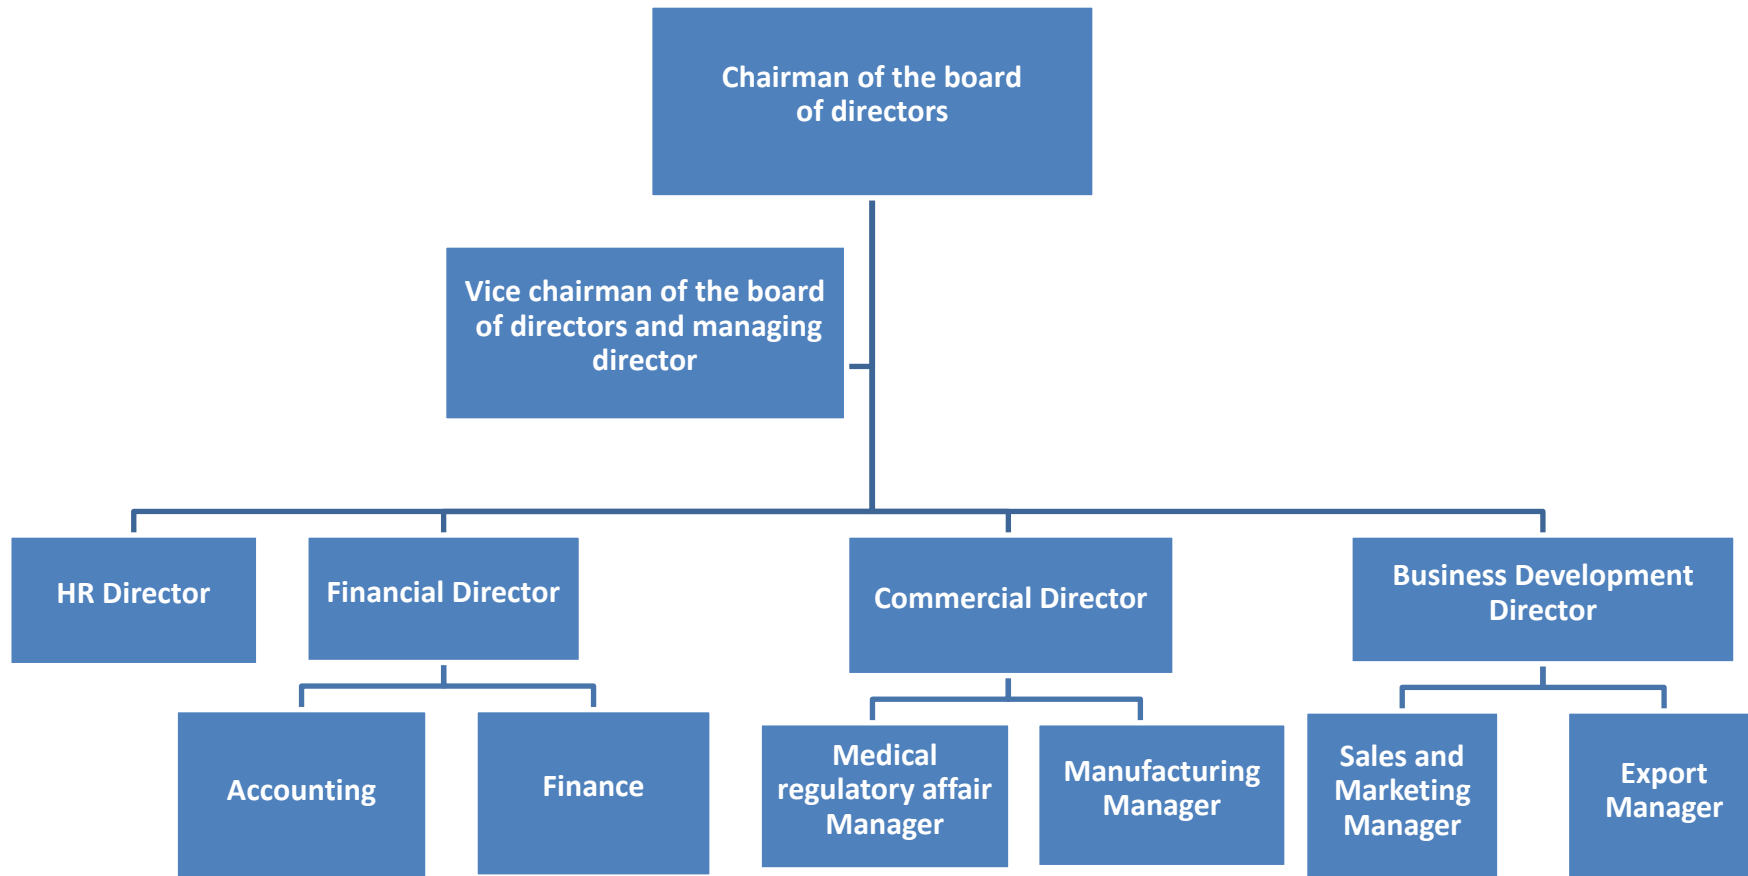 Chairman of the board
of directors
Vice chairman of the board
of directors and managing
director
HR Director
Financial Director
Commercial Director
Business Development
Director
Accounting
Finance
Medical
regulatory affair
Manager
Manufacturing
Manager
Sales and
Marketing
Manager
Export
Manager